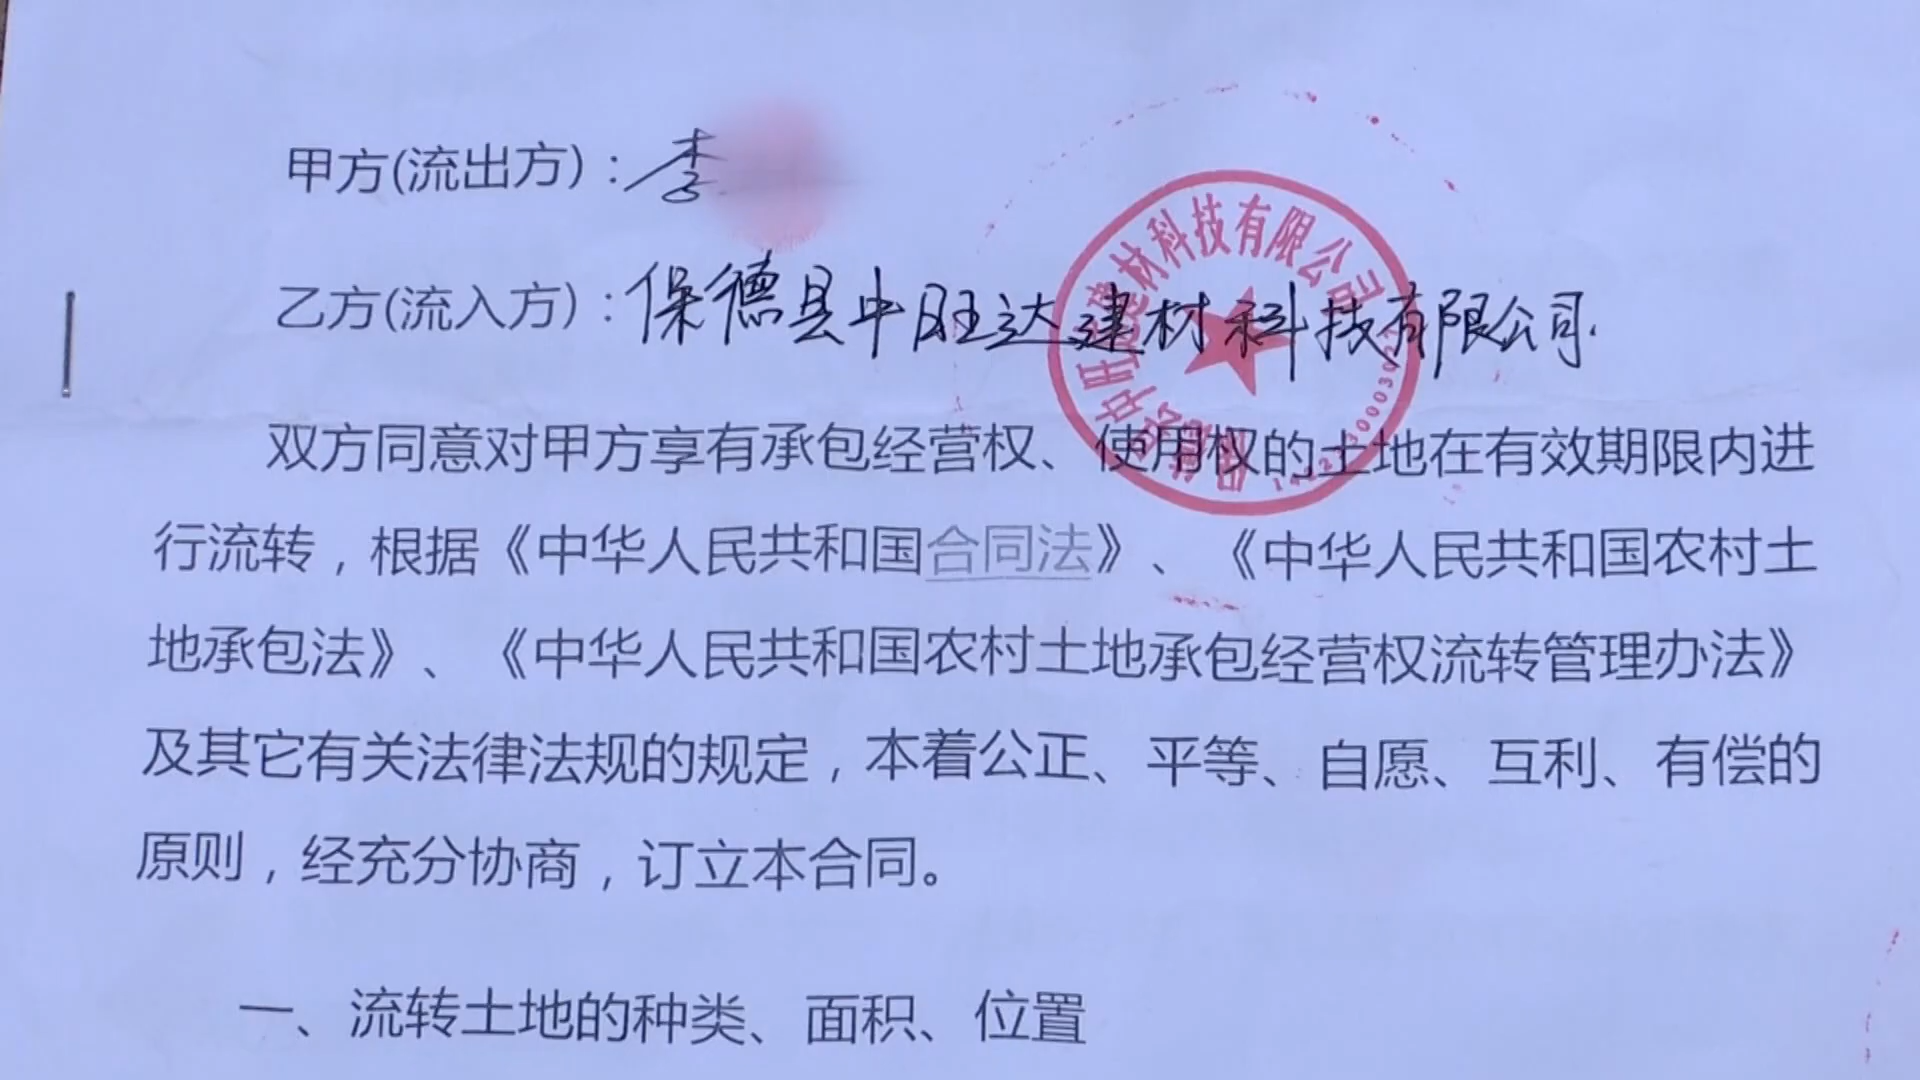 甲方(流出方)：李
乙方(流入方)：保德县中旺达建材科技有限公司
中旺达建材科技有限公司
双方同意对甲方享有承包经营权、使用权的土地在有效期限内进
行流转，根据《中华人民共和国合同法》、《中华人民共和国农村土
地承包法》、《中华人民共和国农村土地承包经营权流转管理办法》
及其它有关法律法规的规定，本着公正、平等、自愿、互利、有偿的
原则，经充分协商，订立本合同。
一、流转土地的种类、面积、位置